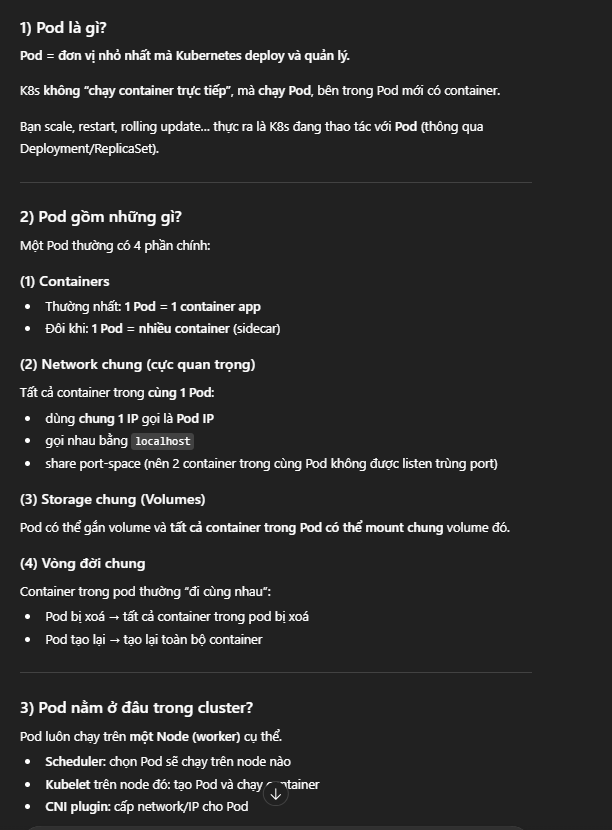 1) Pod là gì?
Pod = đơn vị nhỏ nhất mà Kubernetes deploy và quản lý.
K8s không “chạy container trực tiếp”, mà chạy Pod, bên trong Pod mới có container.
Bạn scale, restart, rolling update... thực ra là K8s đang thao tác với Pod (thông qua
Deployment/ReplicaSet).
2) Pod gồm những gì?
Một Pod thường có 4 phần chính:
(1) Containers
• Thường nhất: 1 Pod = 1 container app
• Đôi khi: 1 Pod = nhiều container (sidecar)
(2) Network chung (cực quan trọng)
Tất cả container trong cùng 1 Pod:
• dùng chung 1 IP gọi là Pod IP
• gọi nhau bằng localhost
• share port-space (nên 2 container trong cùng Pod không được listen trùng port)
(3) Storage chung (Volumes)
Pod có thể gắn volume và tất cả container trong Pod có thể mount chung volume đó.
(4) Vòng đời chung
Container trong pod thường “đi cùng nhau”:
• Pod bị xoá → tất cả container trong pod bị xoá
• Pod tạo lại → tạo lại toàn bộ container
3) Pod nằm ở đâu trong cluster?
Pod luôn chạy trên một Node (worker) cụ thể.
• Scheduler: chọn Pod sẽ chạy trên node nào
• Kubelet trên node đó: tạo Pod và chạy container
• CNI plugin: cấp network/IP cho Pod